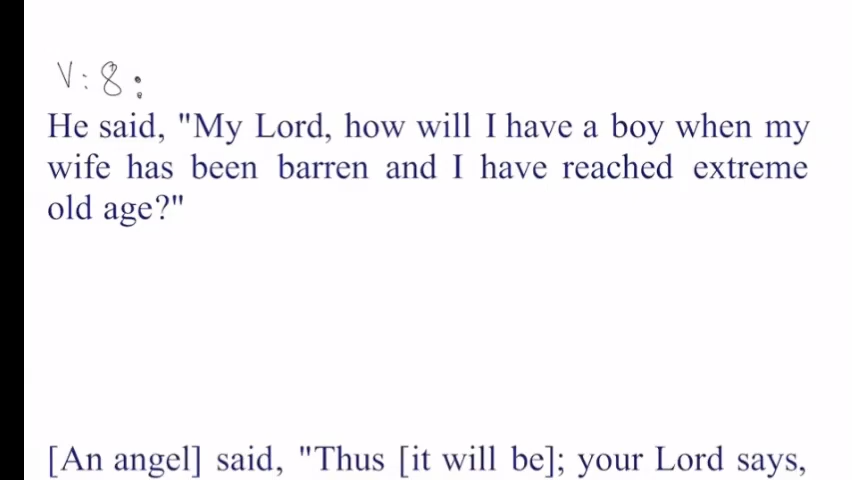 V:8:
He said, "My Lord, how will I have a boy when my
wife has been barren and I have reached extreme
old age?"
[An angel] said, "Thus [it will be]; your Lord says,